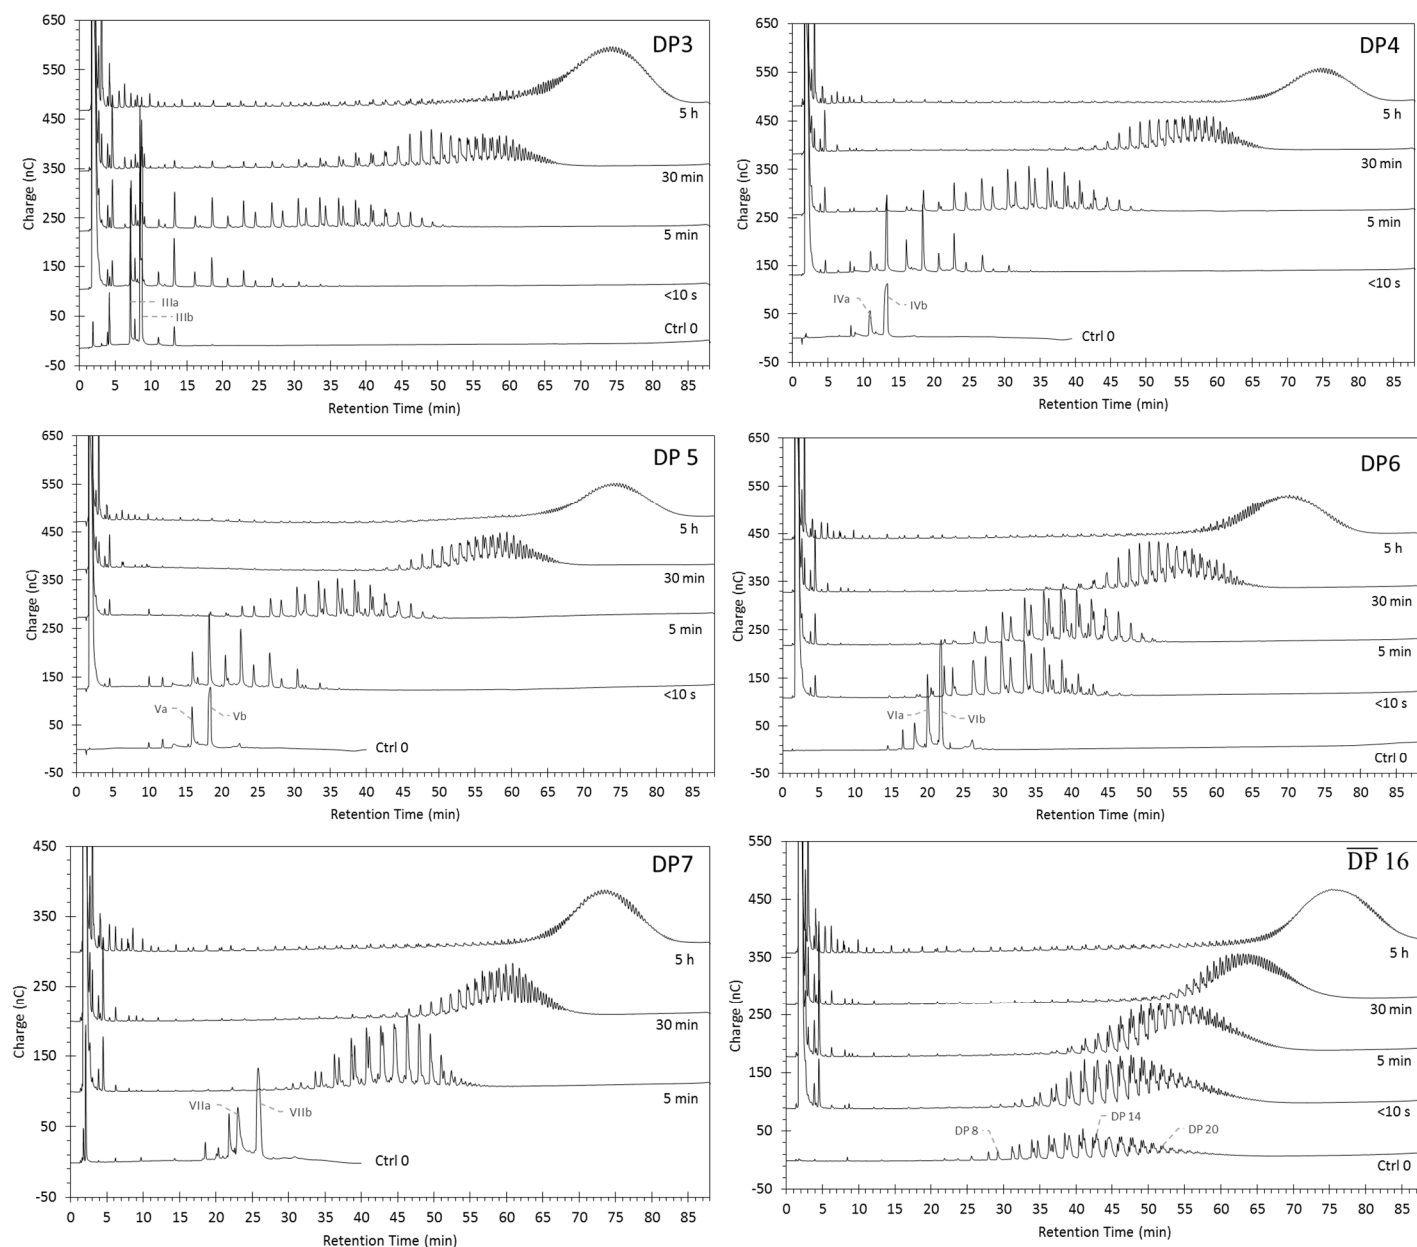 DP3
650
550
450
350
250
150
50
-50
Charge (nC)
5 h
30 min
5 min
<10 s
Ctrl 0
IIIa
IIIb
0 5 10 15 20 25 30 35 40 45 50 55 60 65 70 75 80 85
Retention Time (min)
DP4
650
550
450
350
250
150
50
-50
Charge (nC)
5 h
30 min
5 min
<10 s
Ctrl 0
IVa
IVb
0 5 10 15 20 25 30 35 40 45 50 55 60 65 70 75 80 85
Retention Time (min)
DP 5
650
550
450
350
250
150
50
-50
Charge (nC)
5 h
30 min
5 min
<10 s
Ctrl 0
Va
Vb
0 5 10 15 20 25 30 35 40 45 50 55 60 65 70 75 80 85
Retention Time (min)
DP6
650
550
450
350
250
150
50
-50
Charge (nC)
5 h
30 min
5 min
<10 s
Ctrl 0
VIa
VIb
0 5 10 15 20 25 30 35 40 45 50 55 60 65 70 75 80 85
Retention Time (min)
DP7
450
350
250
150
50
-50
Charge (nC)
5 h
30 min
5 min
Ctrl 0
VIIa
VIIb
0 5 10 15 20 25 30 35 40 45 50 55 60 65 70 75 80 85
Retention Time (min)
D̅P̅ 16
550
450
350
250
150
50
-50
Charge (nC)
5 h
30 min
5 min
<10 s
Ctrl 0
DP 8
DP 14
DP 20
0 5 10 15 20 25 30 35 40 45 50 55 60 65 70 75 80 85
Retention Time (min)